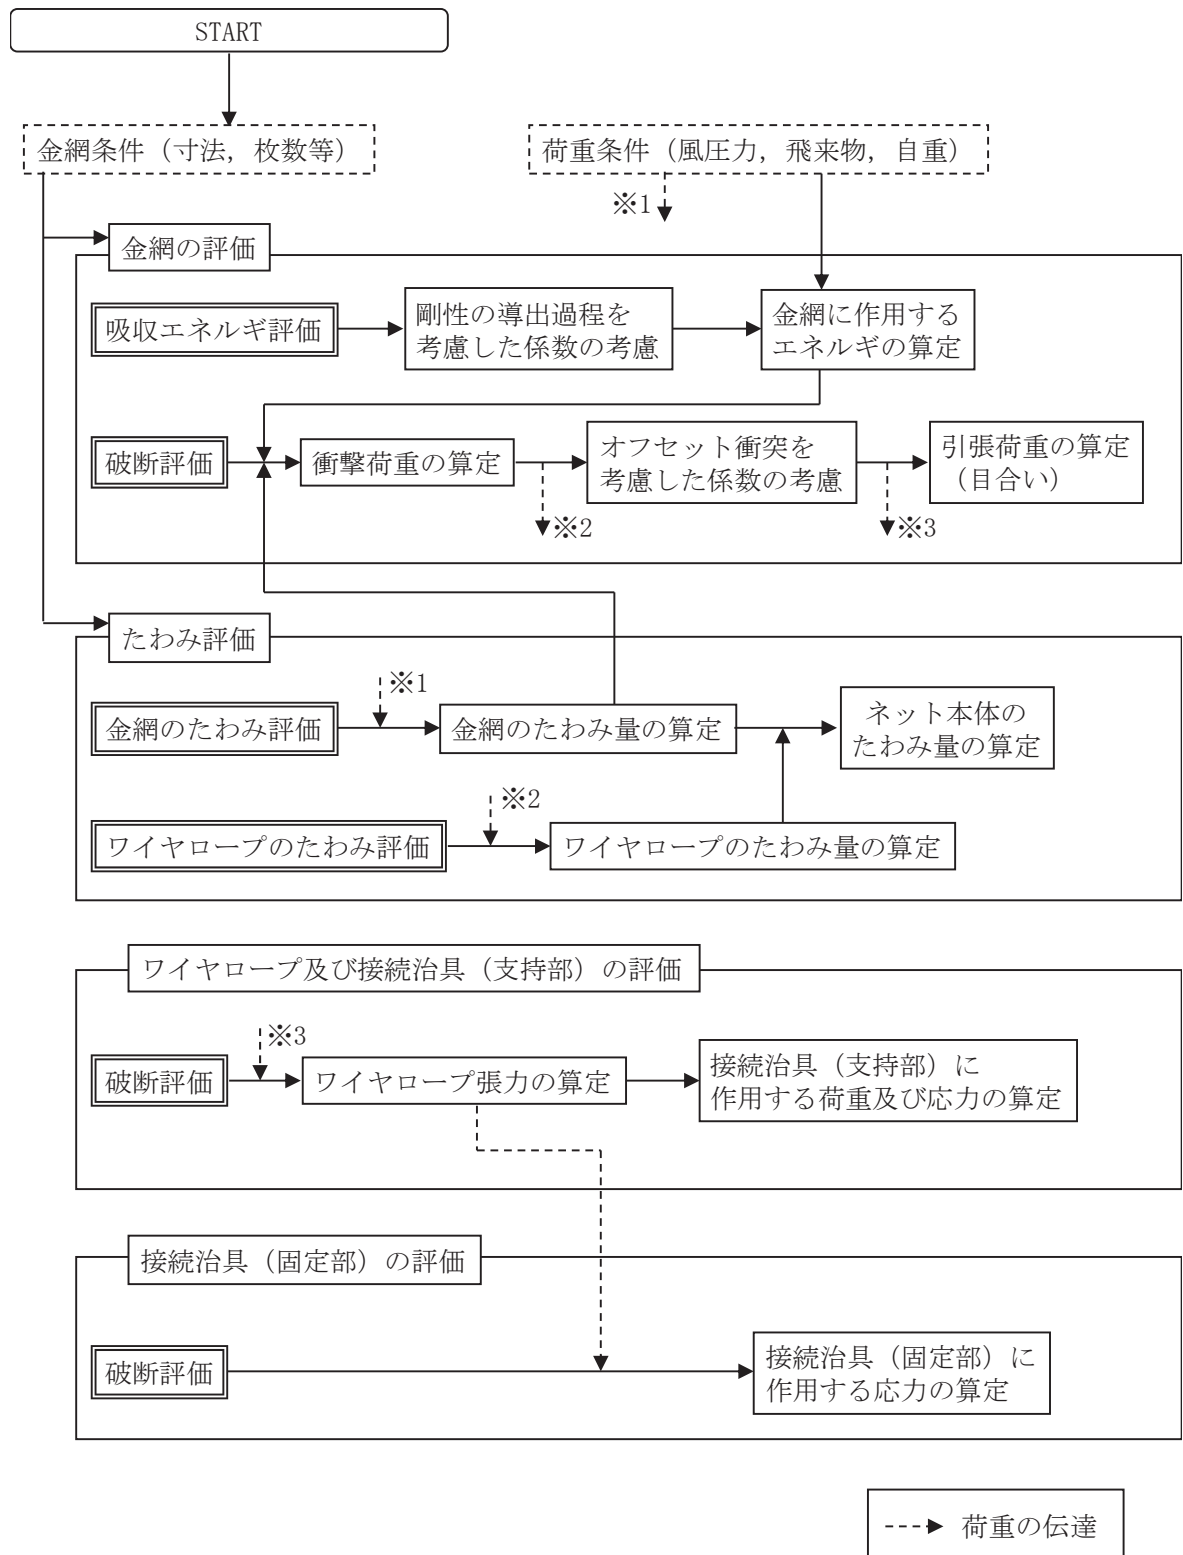 START
金網条件（寸法，枚数等）
荷重条件（風圧力，飛来物，自重）
※1
金網の評価
吸収エネルギ評価
剛性の導出過程を
考慮した係数の考慮
金網に作用する
エネルギの算定
破断評価
衝撃荷重の算定
オフセット衝突を
考慮した係数の考慮
引張荷重の算定
（目合い）
※2
※3
たわみ評価
※1
金網のたわみ評価
金網のたわみ量の算定
ネット本体の
たわみ量の算定
※2
ワイヤロープのたわみ評価
ワイヤロープのたわみ量の算定
ワイヤロープ及び接続治具（支持部）の評価
※3
破断評価
ワイヤロープ張力の算定
接続治具（支持部）に
作用する荷重及び応力の算定
接続治具（固定部）の評価
破断評価
接続治具（固定部）に
作用する応力の算定
荷重の伝達